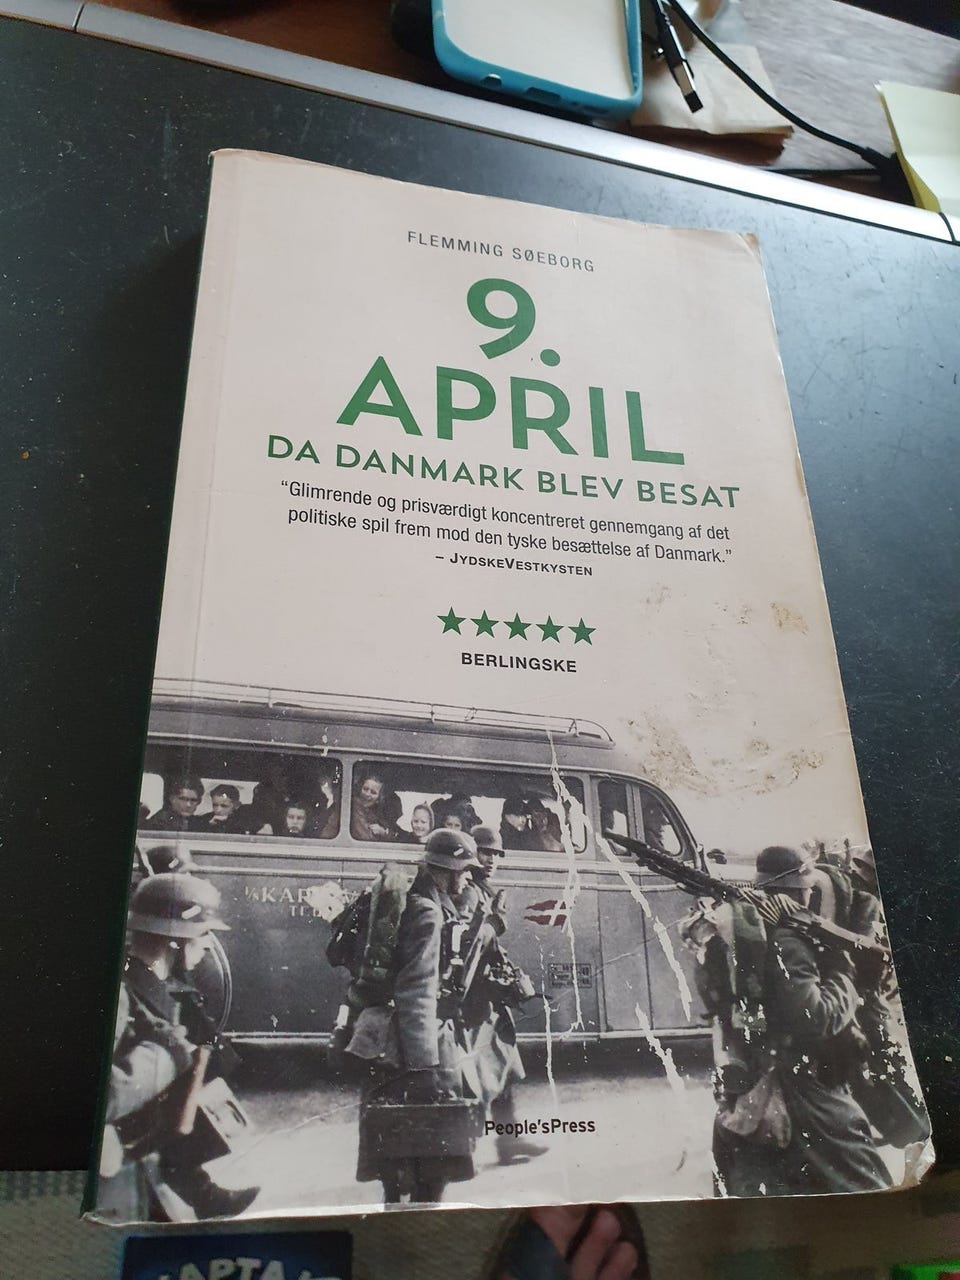 FLEMMING SØEBORG
9.
APRIL
DA DANMARK BLEV BESAT
“Glimrende og prisværdigt koncentreret gennemgang af det
politiske spil frem mod den tyske besættelse af Danmark.”
– JYDSKEVESTKYSTEN
BERLINGSKE
People'sPress